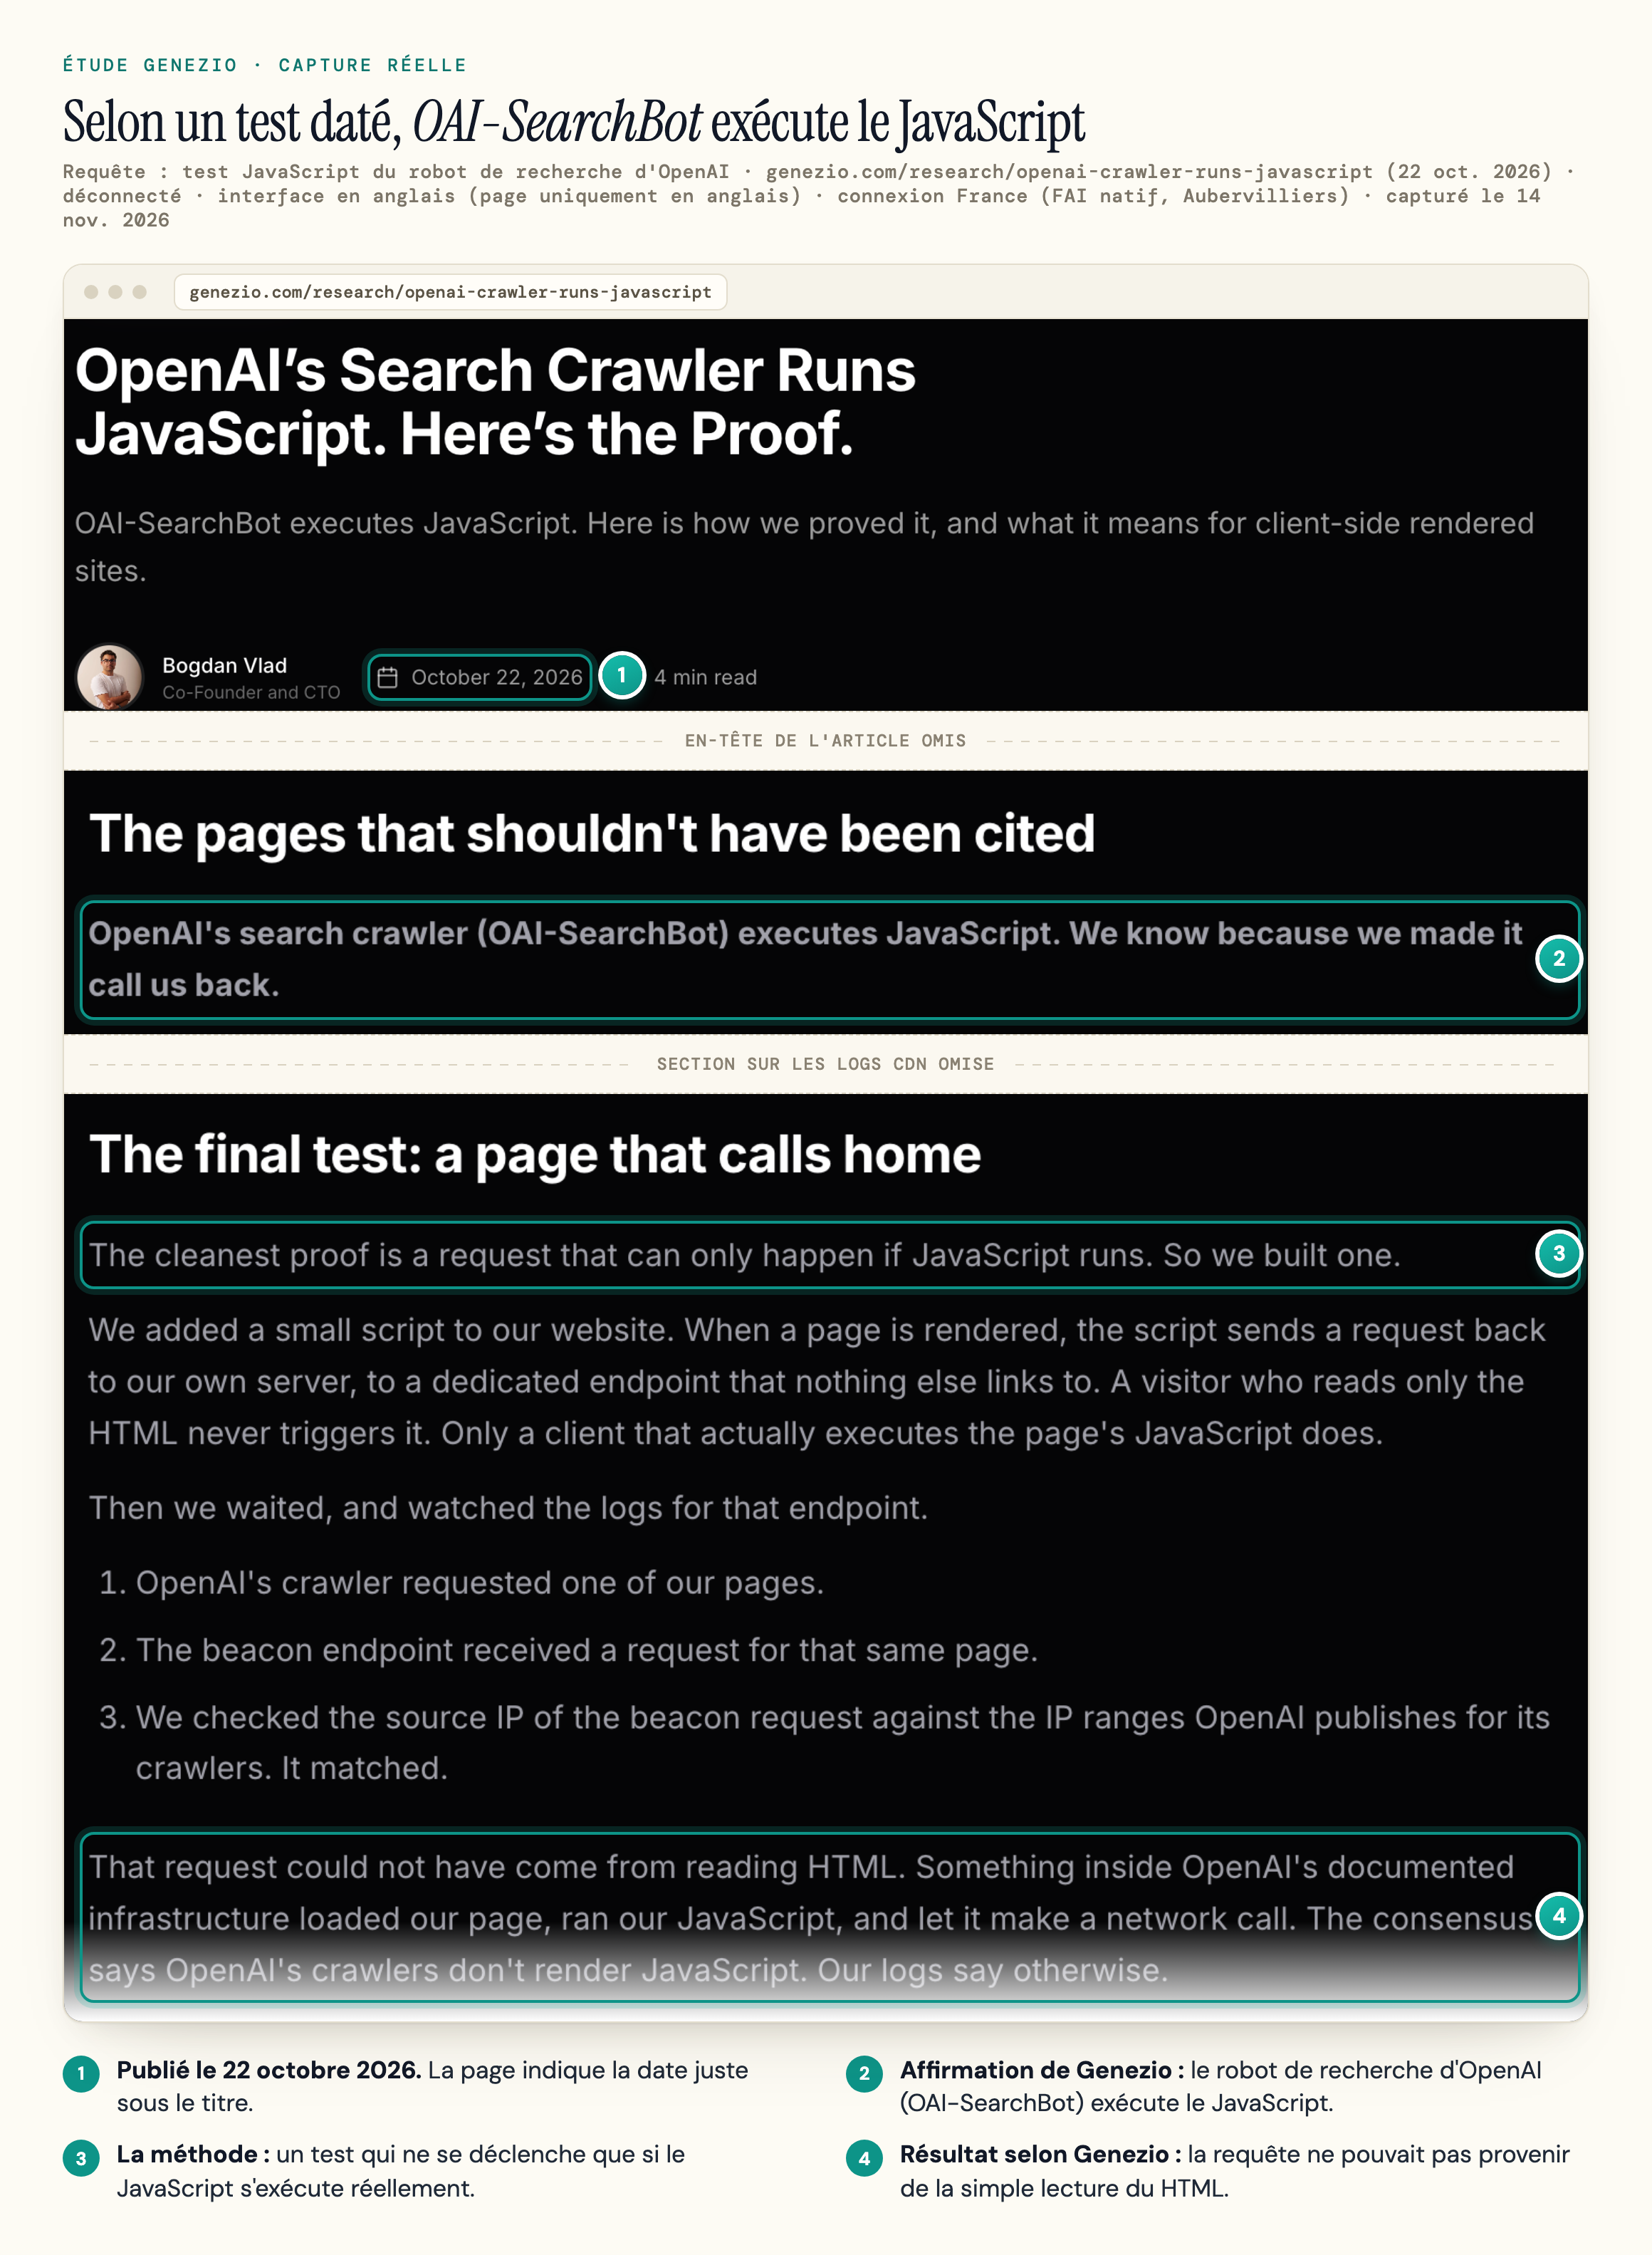 ÉTUDE GENEZIO · CAPTURE RÉELLE
Selon un test daté, OAI-SearchBot exécute le JavaScript
Requête : test JavaScript du robot de recherche d'OpenAI · genezio.com/research/openai-crawler-runs-javascript (22 oct. 2026) ·
déconnecté · interface en anglais (page uniquement en anglais) · connexion France (FAI natif, Aubervilliers) · capturé le 14
nov. 2026
genezio.com/research/openai-crawler-runs-javascript
OpenAI’s Search Crawler Runs
JavaScript. Here’s the Proof.
OAI-SearchBot executes JavaScript. Here is how we proved it, and what it means for client-side rendered
sites.
Bogdan Vlad
Co-Founder and CTO
October 22, 2026
1
4 min read
EN-TÊTE DE L'ARTICLE OMIS
The pages that shouldn't have been cited
OpenAI's search crawler (OAI-SearchBot) executes JavaScript. We know because we made it
call us back.
2
SECTION SUR LES LOGS CDN OMISE
The final test: a page that calls home
The cleanest proof is a request that can only happen if JavaScript runs. So we built one.
3
We added a small script to our website. When a page is rendered, the script sends a request back
to our own server, to a dedicated endpoint that nothing else links to. A visitor who reads only the
HTML never triggers it. Only a client that actually executes the page's JavaScript does.
Then we waited, and watched the logs for that endpoint.
1. OpenAI's crawler requested one of our pages.
2. The beacon endpoint received a request for that same page.
3. We checked the source IP of the beacon request against the IP ranges OpenAI publishes for its
crawlers. It matched.
That request could not have come from reading HTML. Something inside OpenAI's documented
infrastructure loaded our page, ran our JavaScript, and let it make a network call. The consensus
4
says OpenAI's crawlers don't render JavaScript. Our logs say otherwise.
1 Publié le 22 octobre 2026. La page indique la date juste
sous le titre.
2 Affirmation de Genezio : le robot de recherche d'OpenAI
(OAI-SearchBot) exécute le JavaScript.
3 La méthode : un test qui ne se déclenche que si le
JavaScript s'exécute réellement.
4 Résultat selon Genezio : la requête ne pouvait pas provenir
de la simple lecture du HTML.